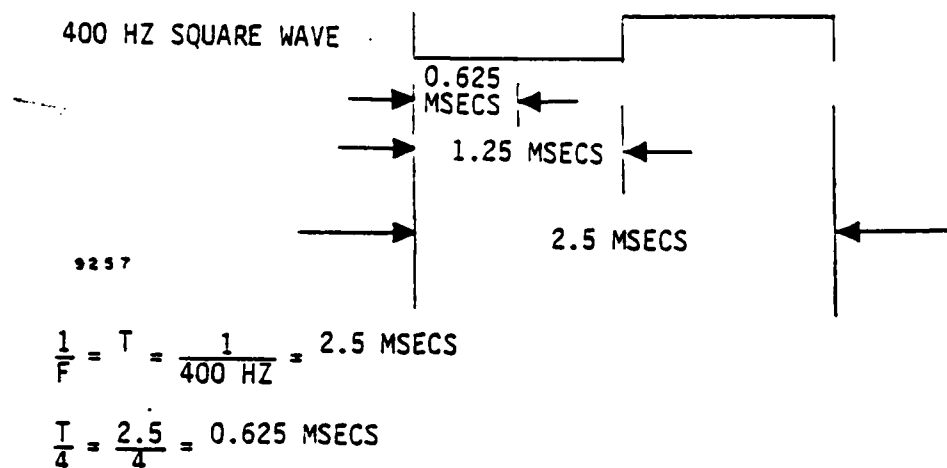 400 HZ SQUARE WAVE
0.625
MSECS
1.25 MSECS
2.5 MSECS
9257
1/F = T = 1/400 HZ = 2.5 MSECS
T/4 = 2.5/4 = 0.625 MSECS